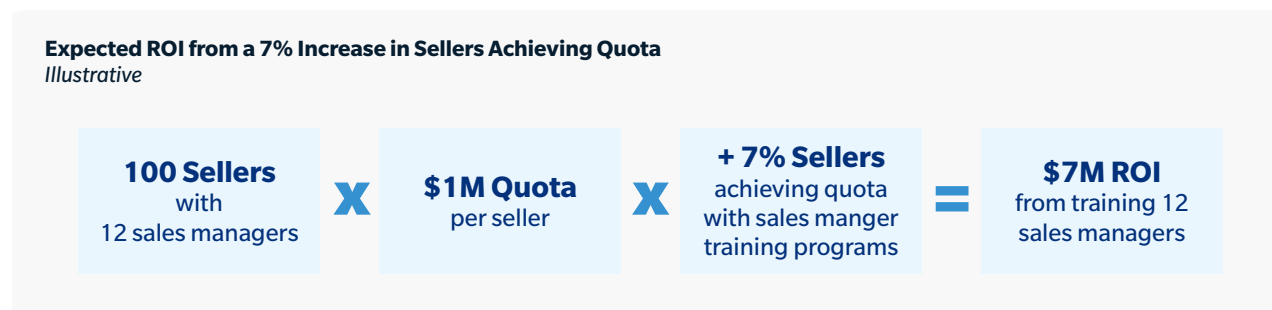 Expected ROI from a 7% Increase in Sellers Achieving Quota
Illustrative
100 Sellers
with
12 sales managers
x
$1M Quota
per seller
x
+ 7% Sellers
achieving quota
with sales manger
training programs
=
$7M ROI
from training 12
sales managers